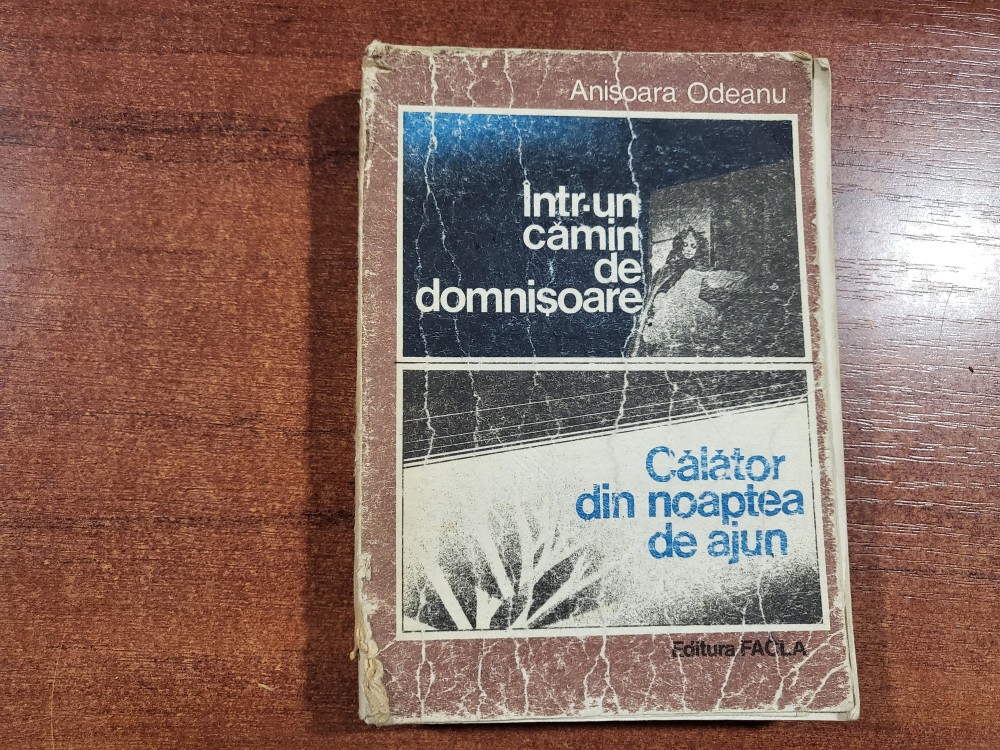 Anișoara Odeanu
Într-un
cămin
de
domnișoare
Călător
din noaptea
de ajun
Editura FACLA